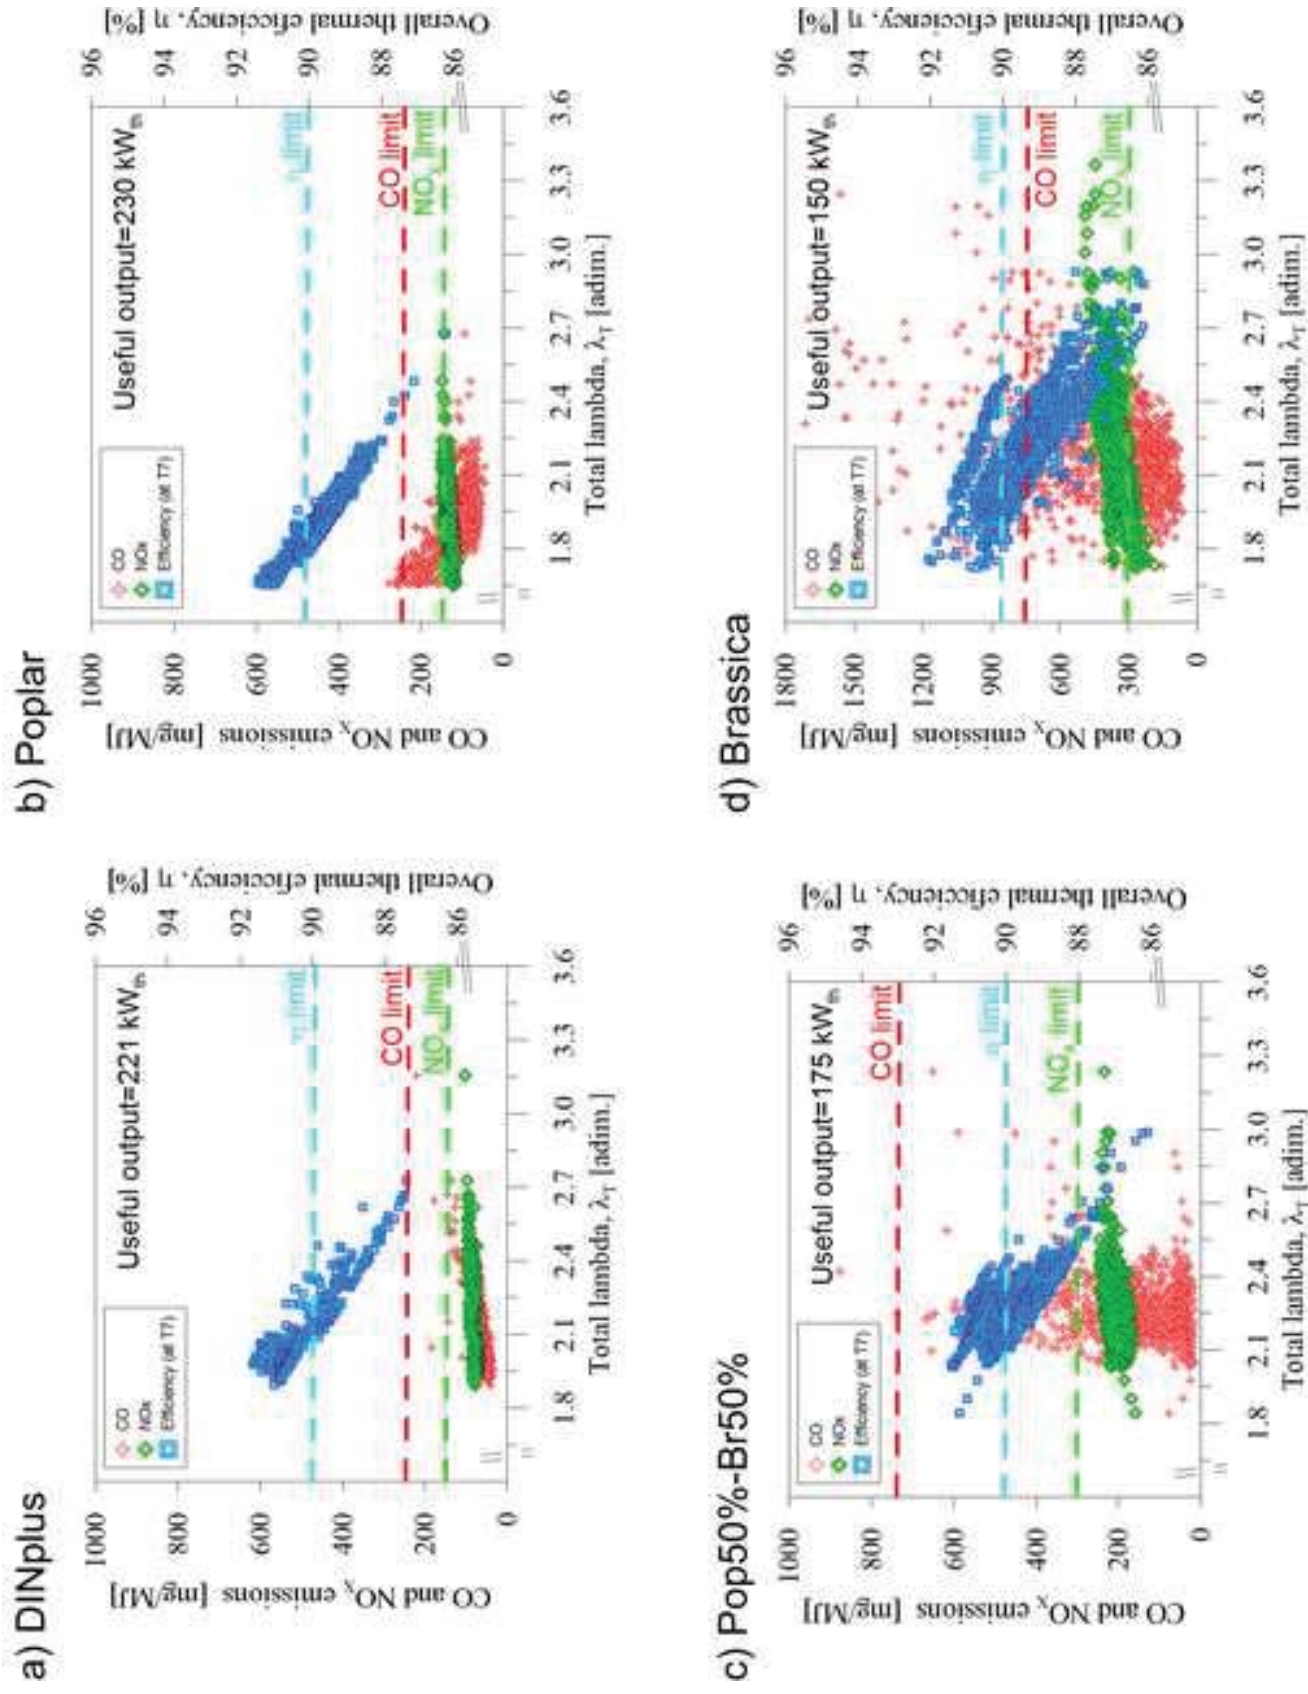 a) DINplus
CO and NOX emissions [mg/MJ]
1000
800
600
400
200
0
CO
NOx
Efficiency (at T7)
Useful output=221 kWth
η limit
CO limit
NOx limit
1.8
2.1
2.4
2.7
3.0
3.3
3.6
Total lambda, λT [adim.]
96
94
92
90
88
86
Overall thermal eficciency, η [%]
b) Poplar
CO and NOX emissions [mg/MJ]
1000
800
600
400
200
0
CO
NOx
Efficiency (at T7)
Useful output=230 kWth
η limit
CO limit
NOx limit
1.8
2.1
2.4
2.7
3.0
3.3
3.6
Total lambda, λT [adim.]
96
94
92
90
88
86
Overall thermal eficciency, η [%]
c) Pop50%-Br50%
CO and NOX emissions [mg/MJ]
1000
800
600
400
200
0
CO
NOx
Efficiency (at T7)
Useful output=175 kWth
CO limit
η limit
NOx limit
1.8
2.1
2.4
2.7
3.0
3.3
3.6
Total lambda, λT [adim.]
96
94
92
90
88
86
Overall thermal eficciency, η [%]
d) Brassica
CO and NOX emissions [mg/MJ]
1800
1500
1200
900
600
300
0
CO
NOx
Efficiency (at T7)
Useful output=150 kWth
η limit
CO limit
NOx limit
1.8
2.1
2.4
2.7
3.0
3.3
3.6
Total lambda, λT [adim.]
96
94
92
90
88
86
Overall thermal eficciency, η [%]